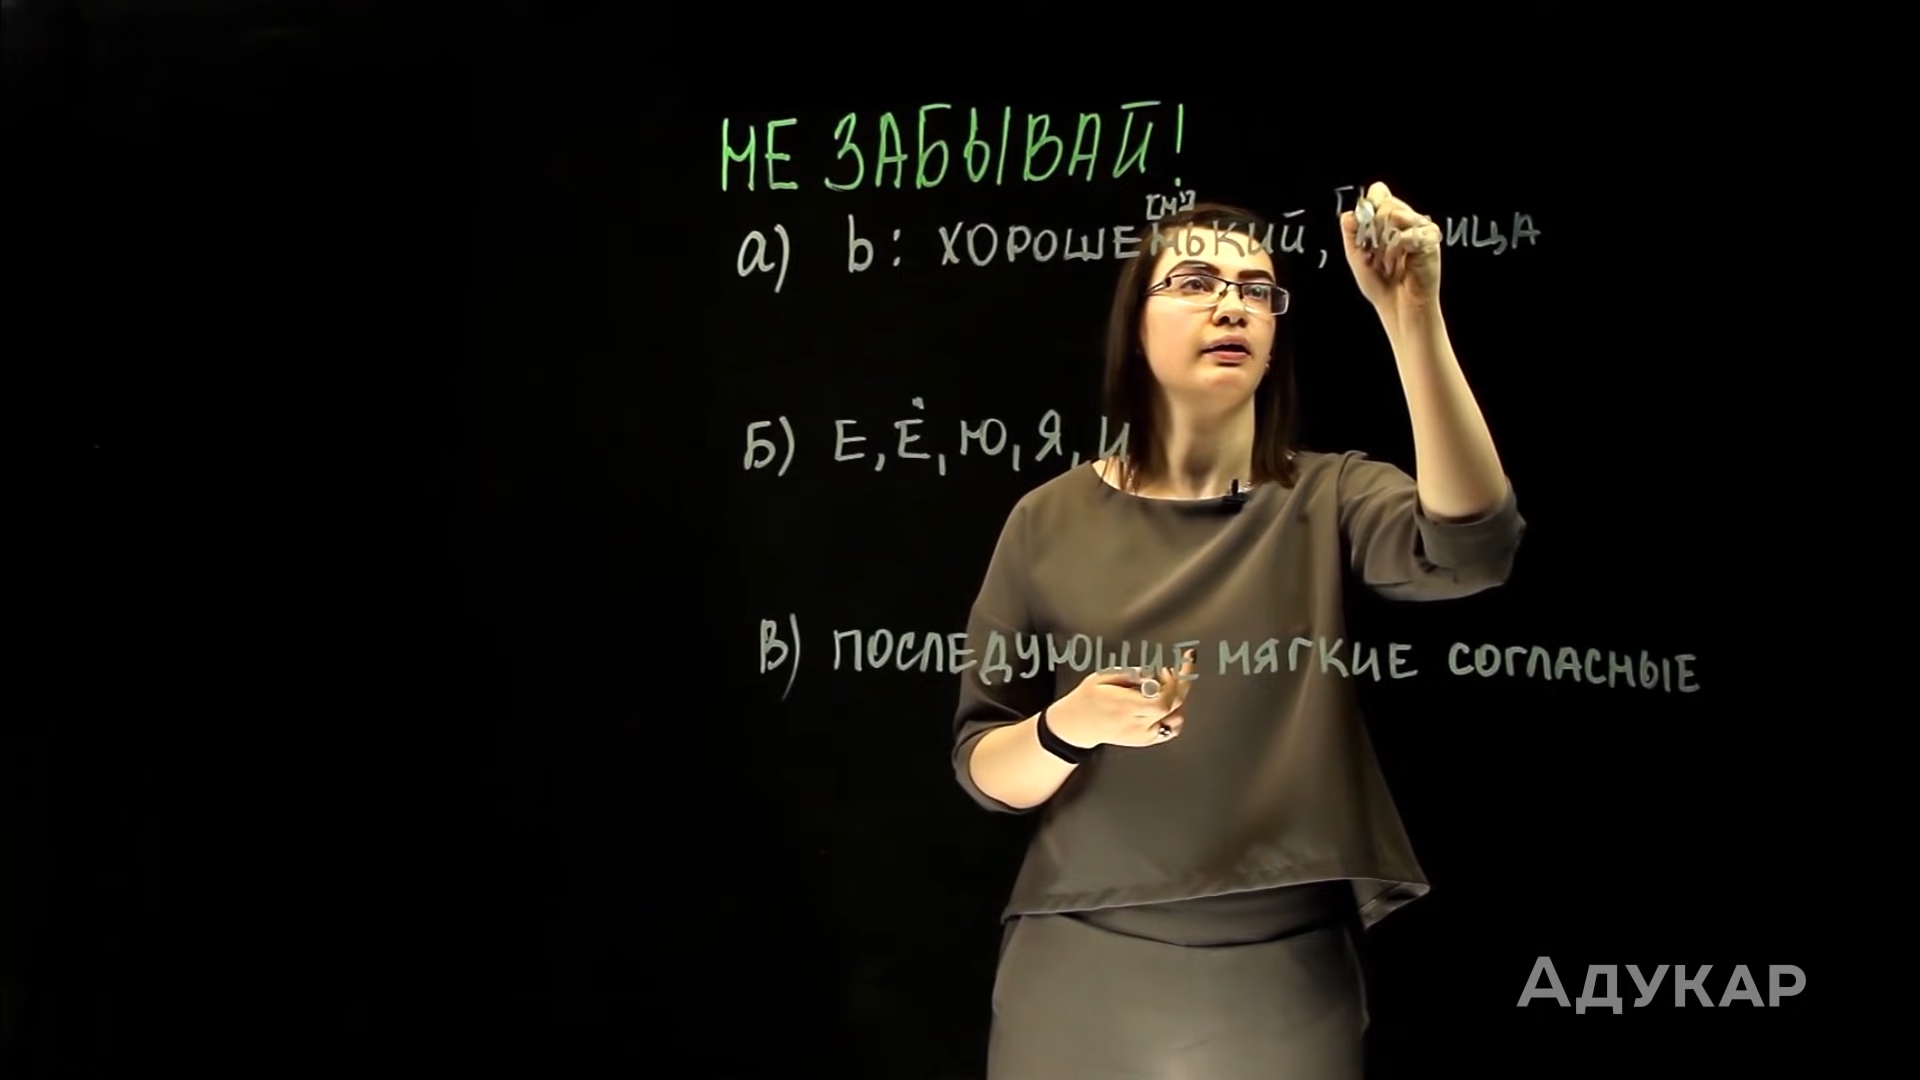 НЕ ЗАБЫВАЙ!
[н']
а) ь: ХОРОШЕНЬКИЙ,
Б) Е, Ё, Ю, Я, И
В) ПОСЛЕДУЮЩИЕ МЯГКИЕ СОГЛАСНЫЕ
АДУКАР